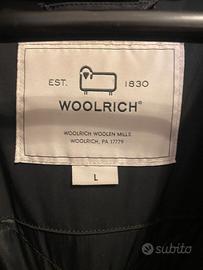 EST. 1830
WOOLRICH®
WOOLRICH WOOLEN MILLS
WOOLRICH, PA 17779
L
subito